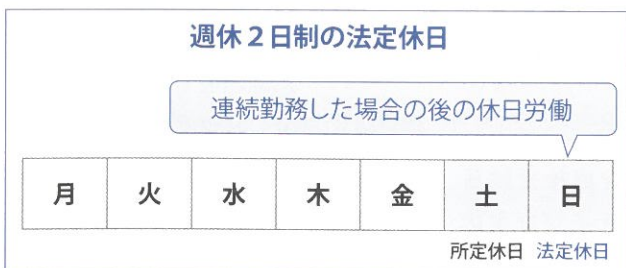 週休2日制の法定休日
連続勤務した場合の後の休日労働
月 火 水 木 金 土 日
所定休日 法定休日